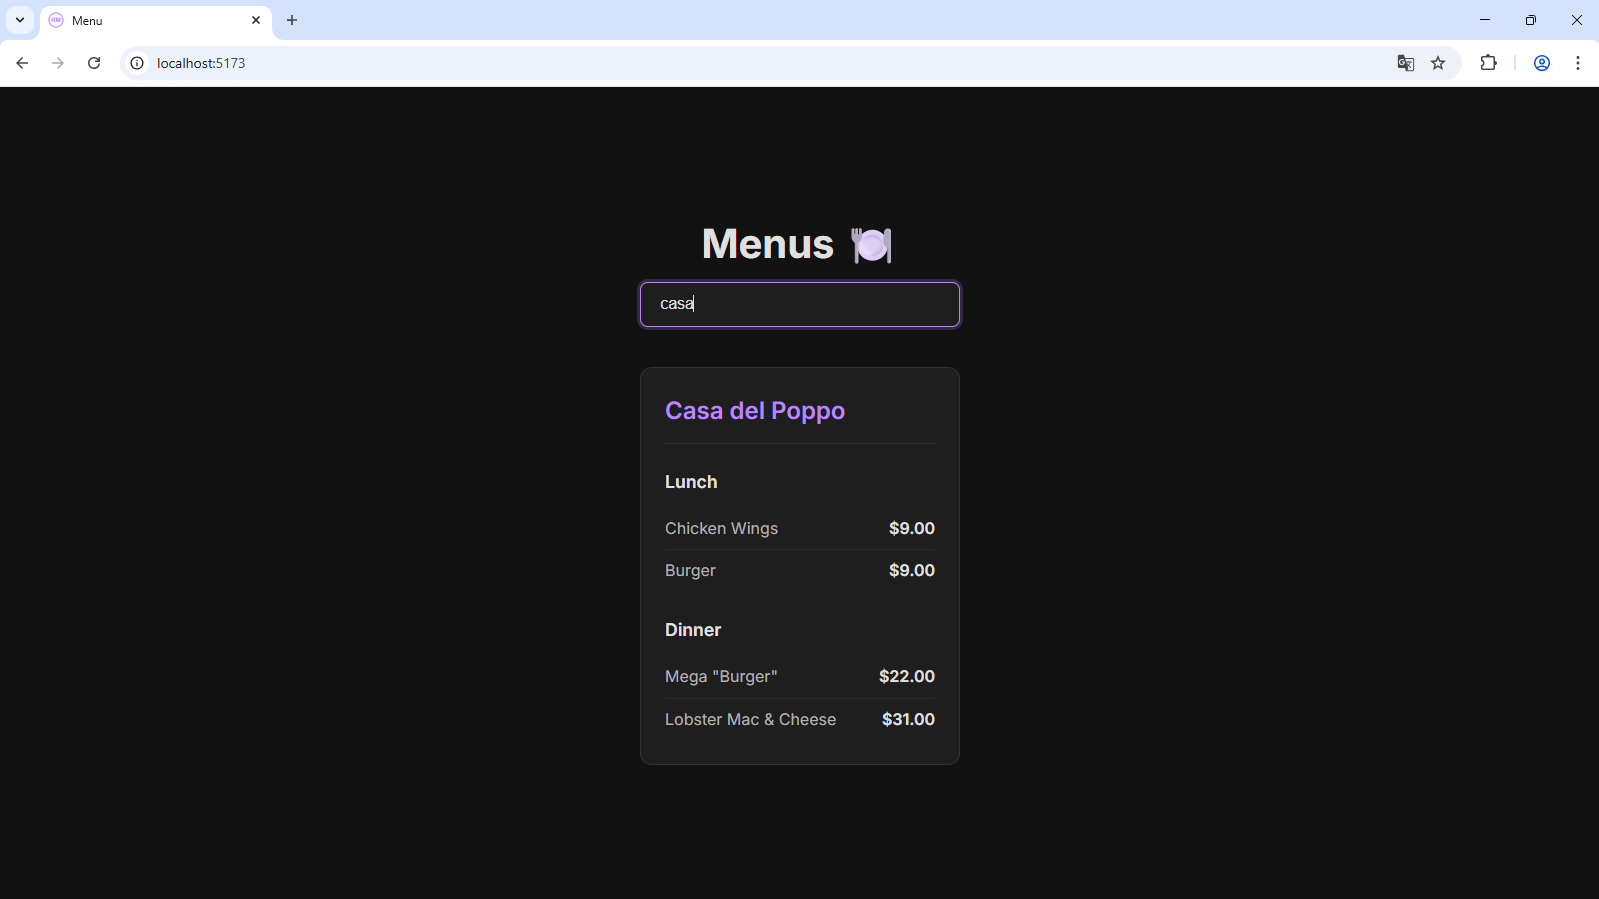 RM Menu
localhost:5173
Menus
casa
Casa del Poppo
Lunch
Chicken Wings $9.00
Burger $9.00
Dinner
Mega "Burger" $22.00
Lobster Mac & Cheese $31.00